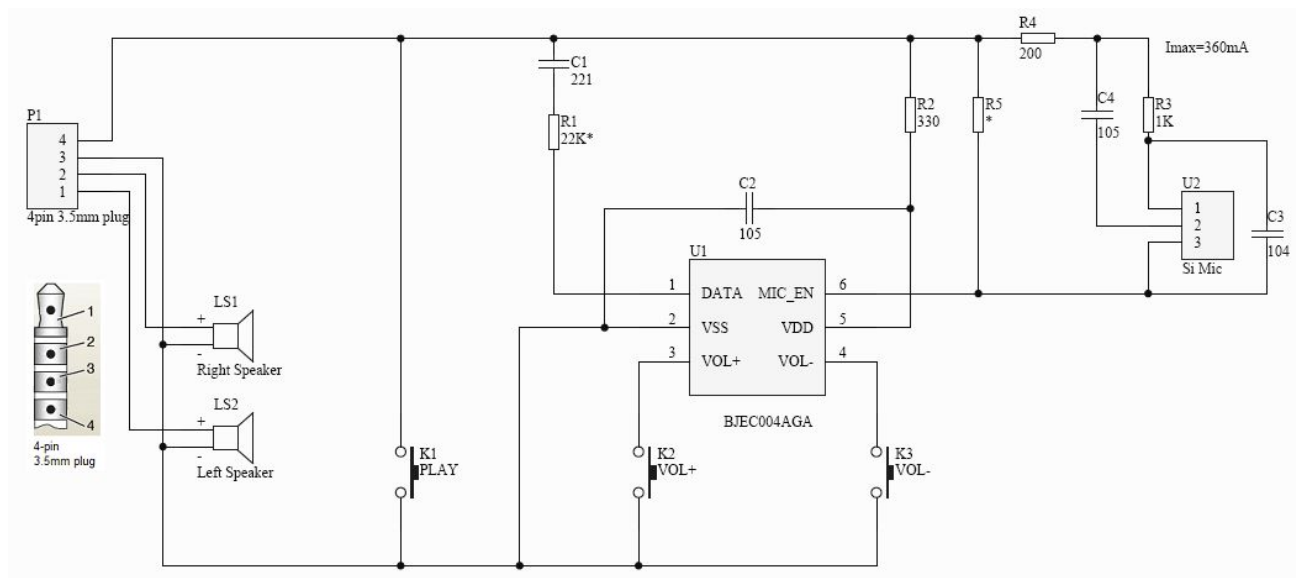 R4
200
Imax=360mA
C1
221
R1
22K*
R2
330
R5
*
C4
105
R3
1K
P1
4
3
2
1
4pin 3.5mm plug
C2
105
U2
1
2
3
Si Mic
C3
104
U1
1 DATA MIC_EN 6
2 VSS VDD 5
3 VOL+ VOL- 4
BJEC004AGA
1
2
3
4
4-pin
3.5mm plug
LS1
+
-
Right Speaker
LS2
+
-
Left Speaker
K1
PLAY
K2
VOL+
K3
VOL-